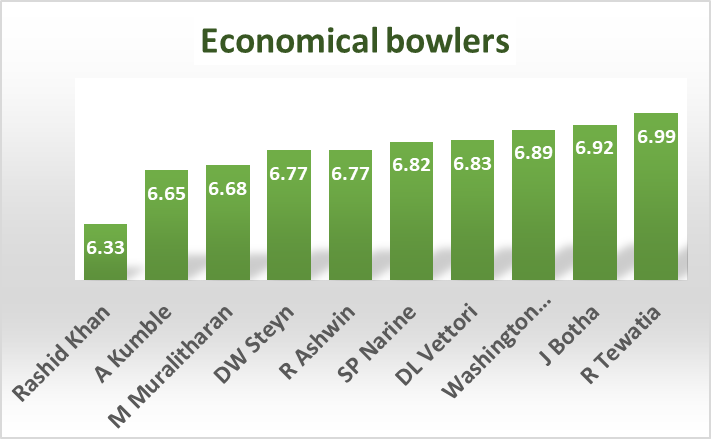 Economical bowlers
6.33
6.65
6.68
6.77
6.77
6.82
6.83
6.89
6.92
6.99
Rashid Khan
A Kumble
M Muralitharan
DW Steyn
R Ashwin
SP Narine
DL Vettori
Washington...
J Botha
R Tewatia